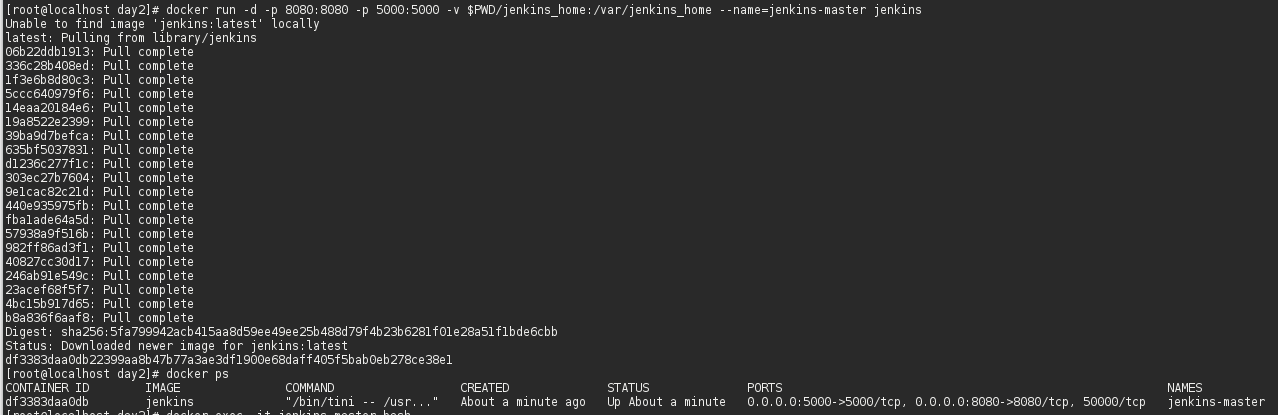 [root@localhost day2]# docker run -d -p 8080:8080 -p 5000:5000 -v $PWD/jenkins_home:/var/jenkins_home --name=jenkins-master jenkins
Unable to find image 'jenkins:latest' locally
latest: Pulling from library/jenkins
06b22ddb1913: Pull complete
336c28b408ed: Pull complete
1f3e6b8d80c3: Pull complete
5ccc640979f6: Pull complete
14eaa20184e6: Pull complete
19a8522e2399: Pull complete
39ba9d7befca: Pull complete
635bf5037831: Pull complete
d1236c277f1c: Pull complete
303ec27b7604: Pull complete
9e1cac82c21d: Pull complete
440e935975fb: Pull complete
fba1ade64a5d: Pull complete
57938a9f516b: Pull complete
982ff86ad3f1: Pull complete
40827cc30d17: Pull complete
246ab91e549c: Pull complete
23acef68f5f7: Pull complete
4bc15b917d65: Pull complete
b8a836f6aaf8: Pull complete
Digest: sha256:5fa799942acb415aa8d59ee49ee25b488d79f4b23b6281f01e28a51f1bde6cbb
Status: Downloaded newer image for jenkins:latest
df3383daa0db22399aa8b47b77a3ae3df1900e68daff405f5bab0eb278ce38e1
[root@localhost day2]# docker ps
CONTAINER ID IMAGE COMMAND CREATED STATUS PORTS NAMES
df3383daa0db jenkins "/bin/tini -- /usr..." About a minute ago Up About a minute 0.0.0.0:5000->5000/tcp, 0.0.0.0:8080->8080/tcp, 50000/tcp jenkins-master
[root@localhost day2]# docker exec -it jenkins-master bash